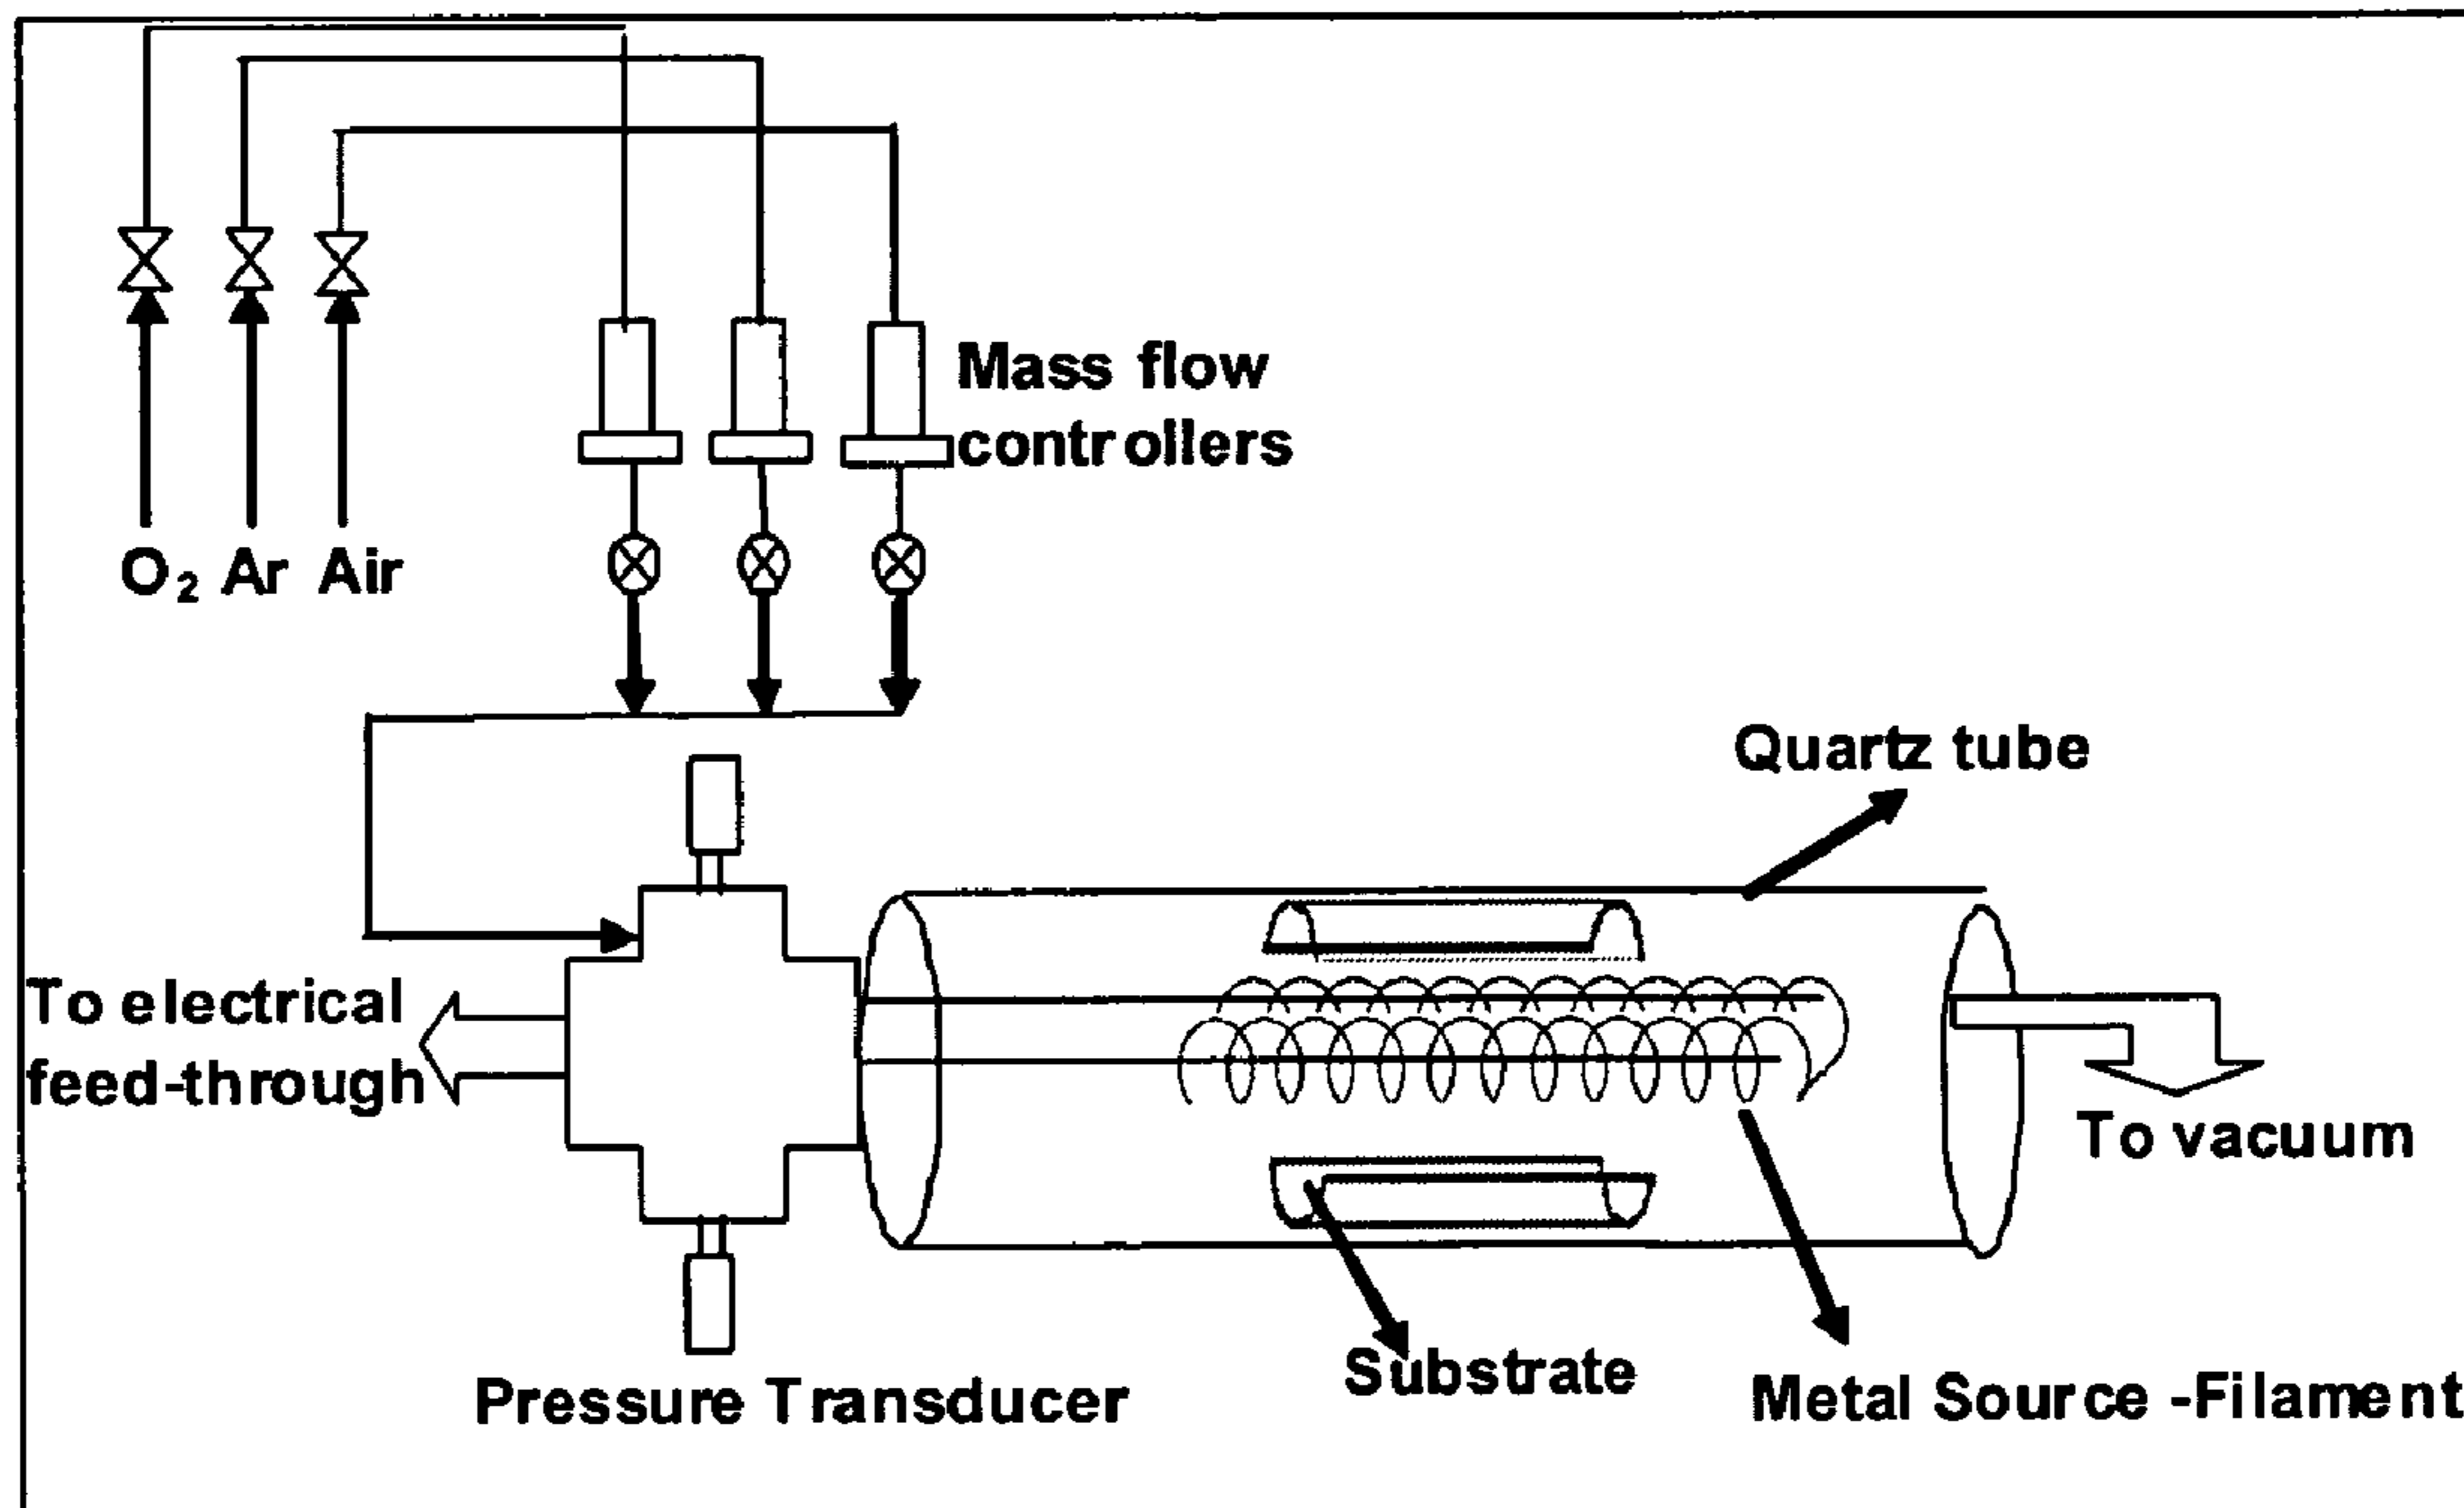 Mass flow
controllers
O₂ Ar Air
Quartz tube
To electrical
feed-through
To vacuum
Substrate
Pressure Transducer
Metal Source -Filament